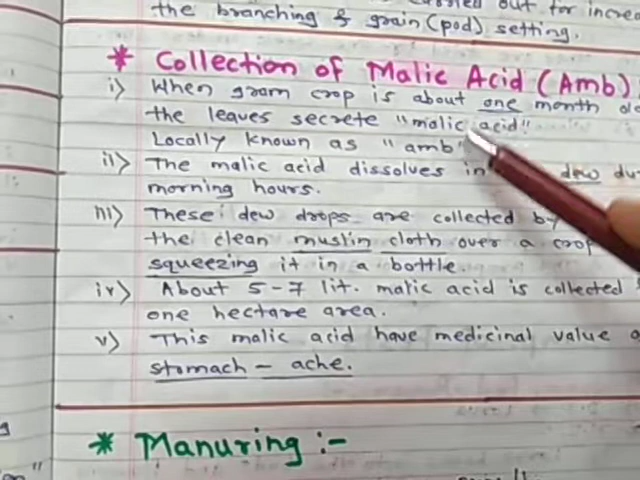 the branching & grain (pod) setting.
* Collection of Malic Acid (Amb)
i) When gram crop is about one month
the leaves secrete "malic acid"
Locally known as "amb"
ii) The malic acid dissolves in dew
morning hours.
iii) These dew drops are collected by
the clean muslin cloth over a crop
squeezing it in a bottle.
iv) About 5-7 lit. malic acid is collected
one hectare area.
v) This malic acid have medicinal value
stomach - ache.
* Manuring :-